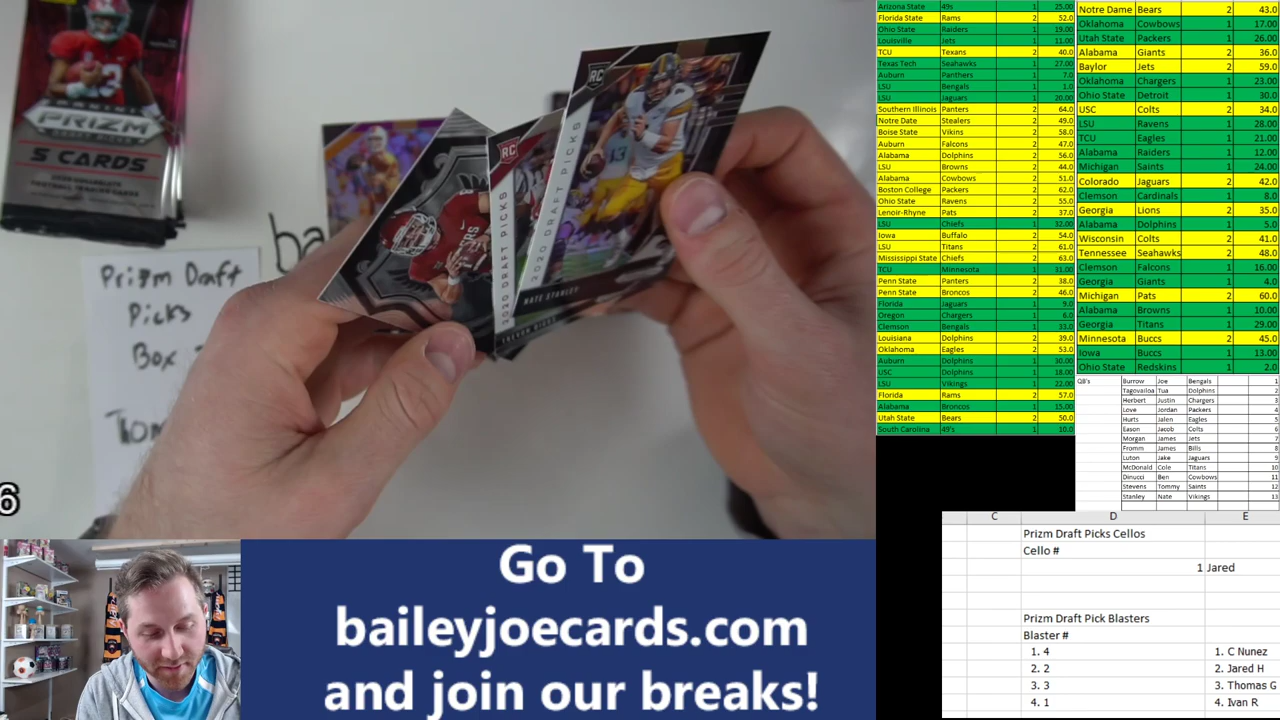 PRIZM
5 CARDS
Prizm Draft
Pick
Box
ba
RC
2020 DRAFT PICKS
RC
2020 DRAFT PICKS
NATE STANLEY
6
Go To
baileyjoecards.com
and join our breaks!
Arizona State 49s 1 25.00
Florida State Rams 2 52.0
Ohio State Raiders 1 19.00
Louisville Jets 1 11.00
TCU Texans 2 40.0
Texas Tech Seahawks 1 27.00
Auburn Panthers 1 7.0
LSU Bengals 1 1.0
LSU Jaguars 1 20.00
Southern Illinois Panters 2 64.0
Notre Date Stealers 2 49.0
Boise State Vikins 2 58.0
Auburn Falcons 2 47.0
Alabama Dolphins 2 56.0
LSU Browns 2 44.0
Alabama Cowbows 2 51.0
Boston College Packers 2 62.0
Ohio State Ravens 2 55.0
Lenoir-Rhyne Pats 2 37.0
LSU Chiefs 1 32.00
Iowa Buffalo 2 54.0
LSU Titans 2 61.0
Mississippi State Chiefs 2 63.0
TCU Minnesota 1 31.00
Penn State Panters 2 38.0
Penn State Broncos 2 46.0
Florida Jaguars 1 9.0
Oregon Chargers 1 6.0
Clemson Bengals 1 33.0
Louisiana Dolphins 2 39.0
Oklahoma Eagles 2 53.0
Auburn Dolphins 1 30.00
USC Dolphins 1 18.00
LSU Vikings 1 22.00
Florida Rams 2 57.0
Alabama Broncos 1 15.00
Utah State Bears 2 50.0
South Carolina 49's 1 10.0
Notre Dame Bears 2 43.0
Oklahoma Cowbows 1 17.00
Utah State Packers 1 26.00
Alabama Giants 2 36.0
Baylor Jets 2 59.0
Oklahoma Chargers 1 23.00
Ohio State Detroit 1 30.0
USC Colts 2 34.0
LSU Ravens 1 28.00
TCU Eagles 1 21.00
Alabama Raiders 1 12.00
Michigan Saints 1 24.00
Colorado Jaguars 2 42.0
Clemson Cardinals 1 8.0
Georgia Lions 2 35.0
Alabama Dolphins 1 5.0
Wisconsin Colts 2 41.0
Tennessee Seahawks 2 48.0
Clemson Falcons 1 16.00
Georgia Giants 1 4.0
Michigan Pats 2 60.0
Alabama Browns 1 10.00
Georgia Titans 1 29.00
Minnesota Buccs 2 45.0
Iowa Buccs 1 13.00
Ohio State Redskins 1 2.0
QB's Burrow Joe Bengals 1
Tagovailoa Tua Dolphins 2
Herbert Justin Chargers 3
Love Jordan Packers 4
Hurts Jalen Eagles 5
Eason Jacob Colts 6
Morgan James Jets 7
Fromm James Bills 8
Luton Jake Jaguars 9
McDonald Cole Titans 10
Dinucci Ben Cowbows 11
Stevens Tommy Saints 12
Stanley Nate Vikings 13
C D E
Prizm Draft Picks Cellos
Cello #
1 Jared
Prizm Draft Pick Blasters
Blaster #
1. 4 1. C Nunez
2. 2 2. Jared H
3. 3 3. Thomas G
4. 1 4. Ivan R